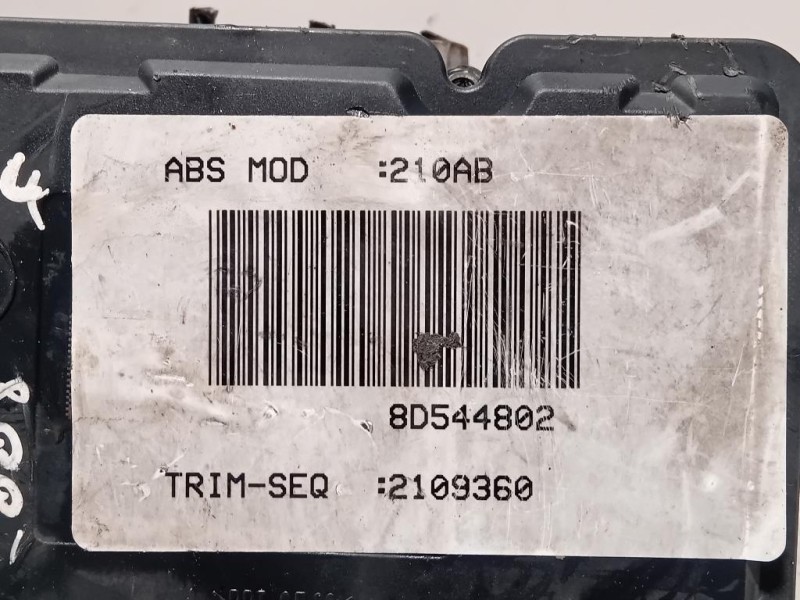 ABS MOD :210AB
8D544802
TRIM-SEQ :2109360